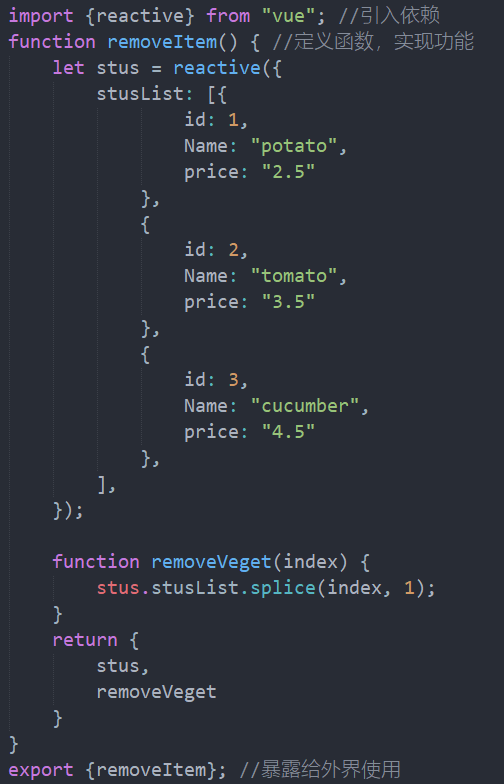 import {reactive} from "vue"; //引入依赖
function removeItem() { //定义函数，实现功能
    let stus = reactive({
        stusList: [{
                id: 1,
                Name: "potato",
                price: "2.5"
            },
            {
                id: 2,
                Name: "tomato",
                price: "3.5"
            },
            {
                id: 3,
                Name: "cucumber",
                price: "4.5"
            },
        ],
    });

    function removeVeget(index) {
        stus.stusList.splice(index, 1);
    }
    return {
        stus,
        removeVeget
    }
}
export {removeItem}; //暴露给外界使用